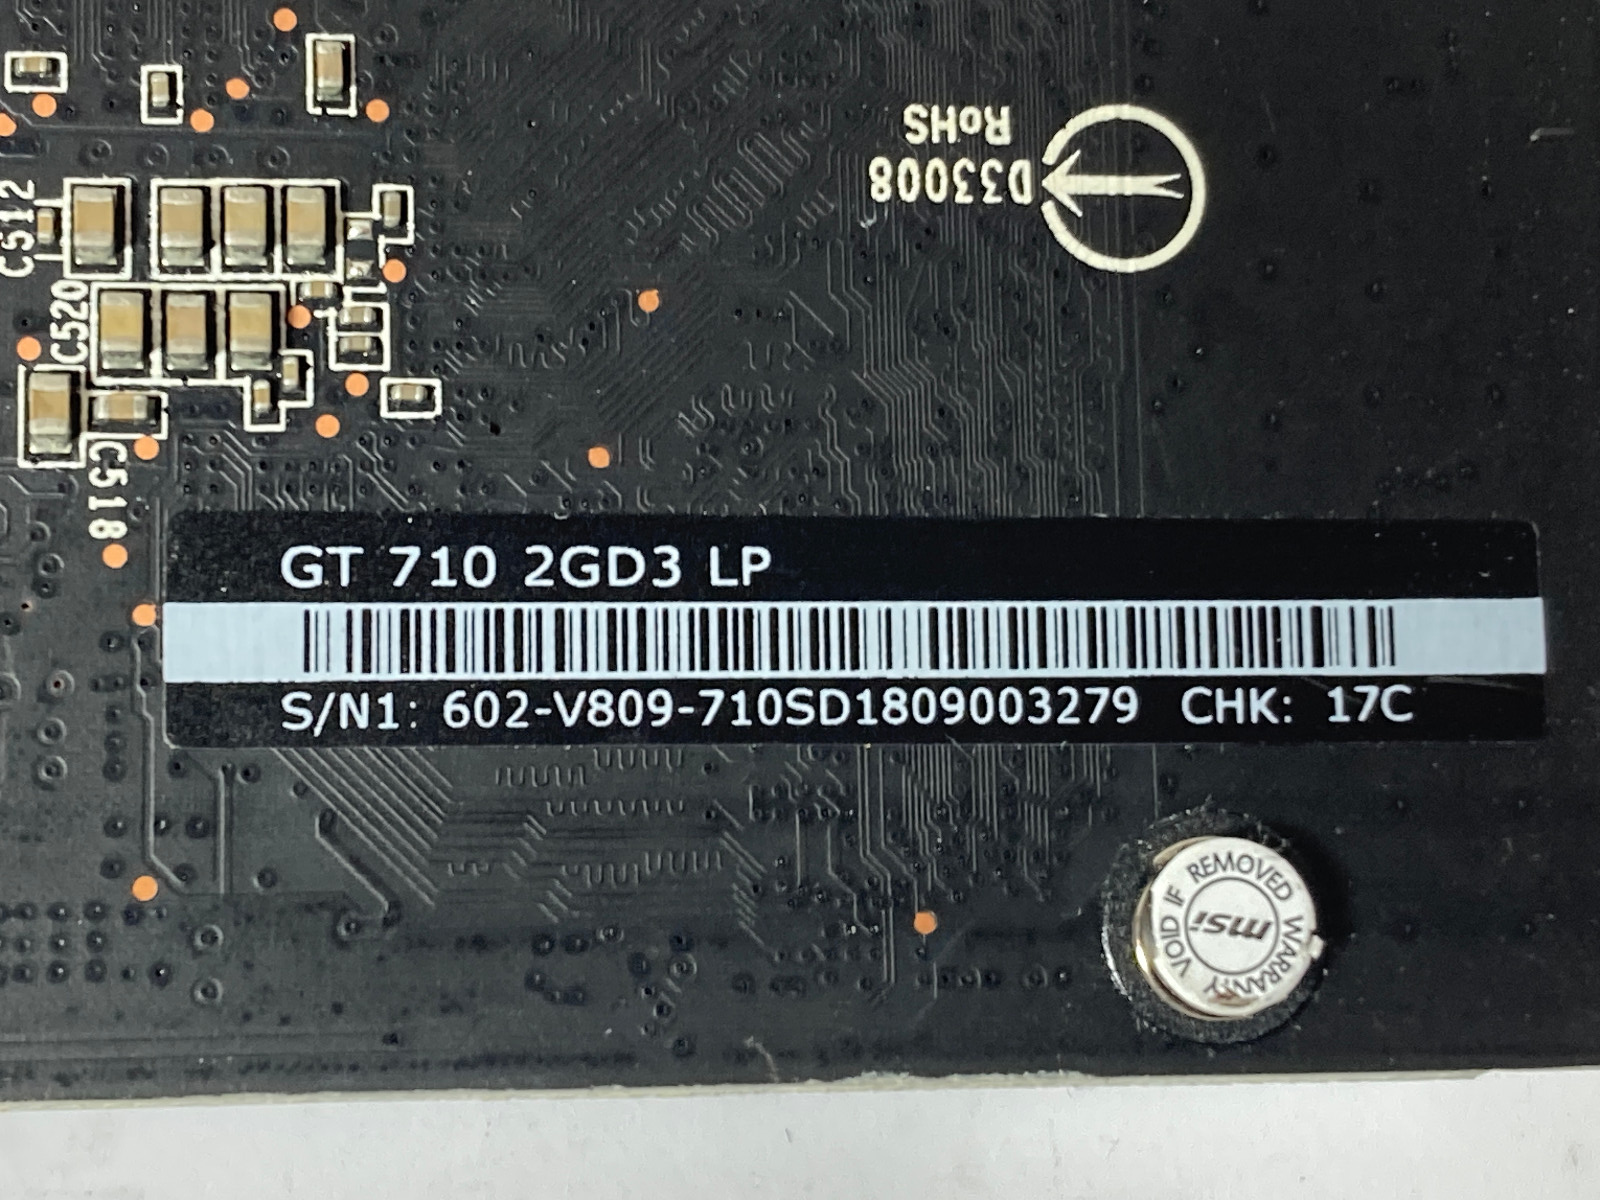 RoHS
D33008
C512
C520
C518
GT 710 2GD3 LP
S/N1: 602-V809-710SD1809003279 CHK: 17C
VOID IF REMOVED WARRANTY
msi